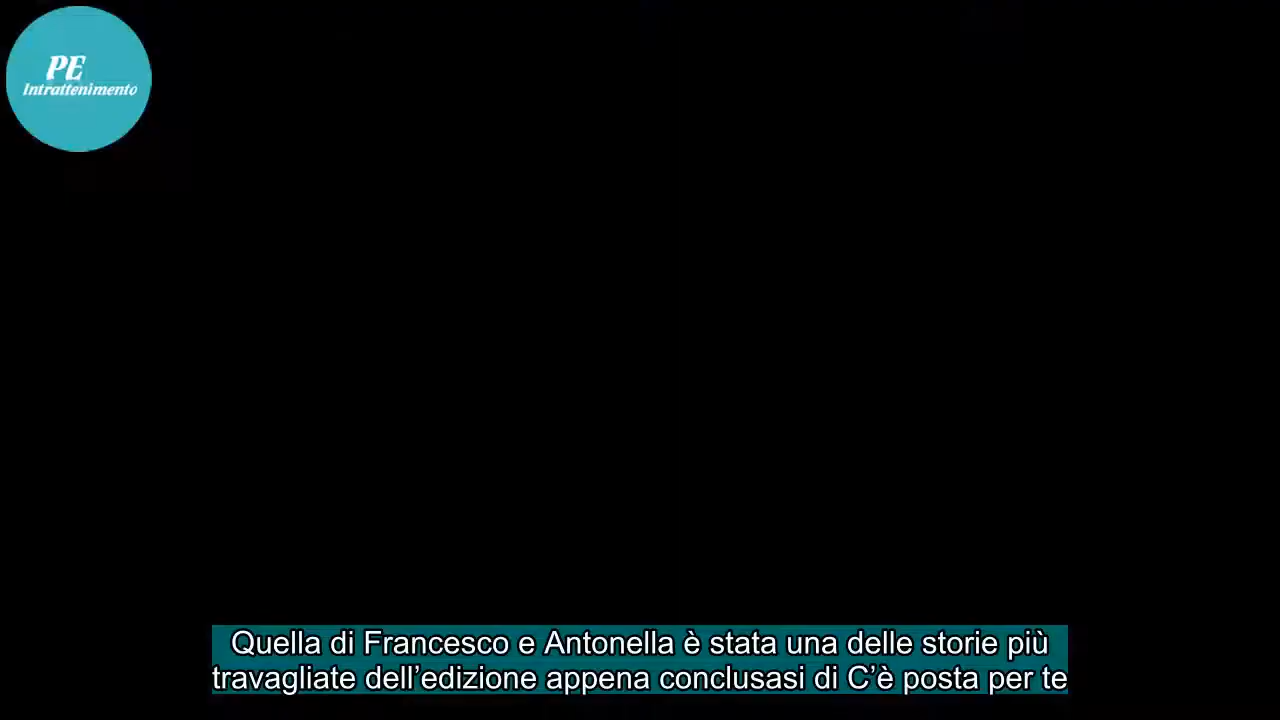 PE
Intrattenimento
Quella di Francesco e Antonella è stata una delle storie più
travagliate dell’edizione appena conclusasi di C’è posta per te